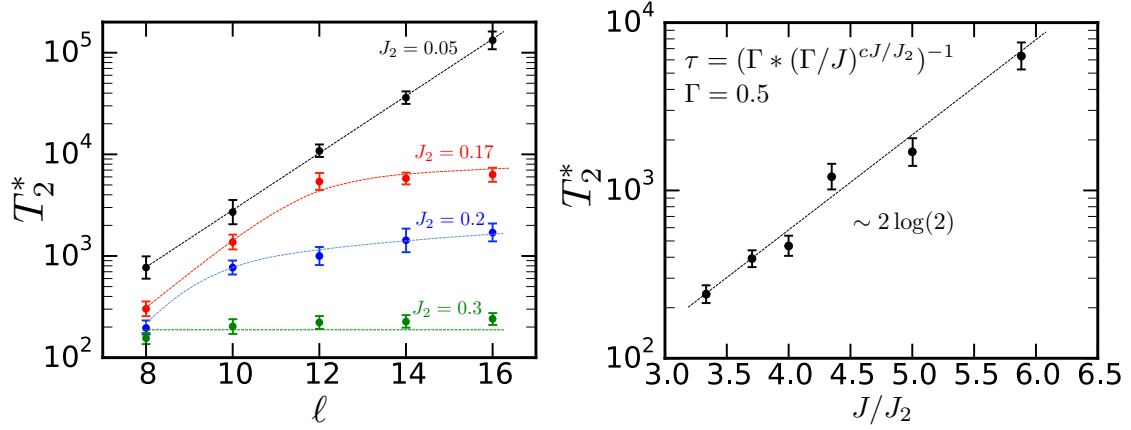 10^5
10^4
10^3
10^2
T_2^*
J_2 = 0.05
J_2 = 0.17
J_2 = 0.2
J_2 = 0.3
8 10 12 14 16
ℓ
10^4
10^3
10^2
T_2^*
τ = (Γ * (Γ/J)^{cJ/J_2})^{-1}
Γ = 0.5
∼ 2 log(2)
3.0 3.5 4.0 4.5 5.0 5.5 6.0 6.5
J/J_2